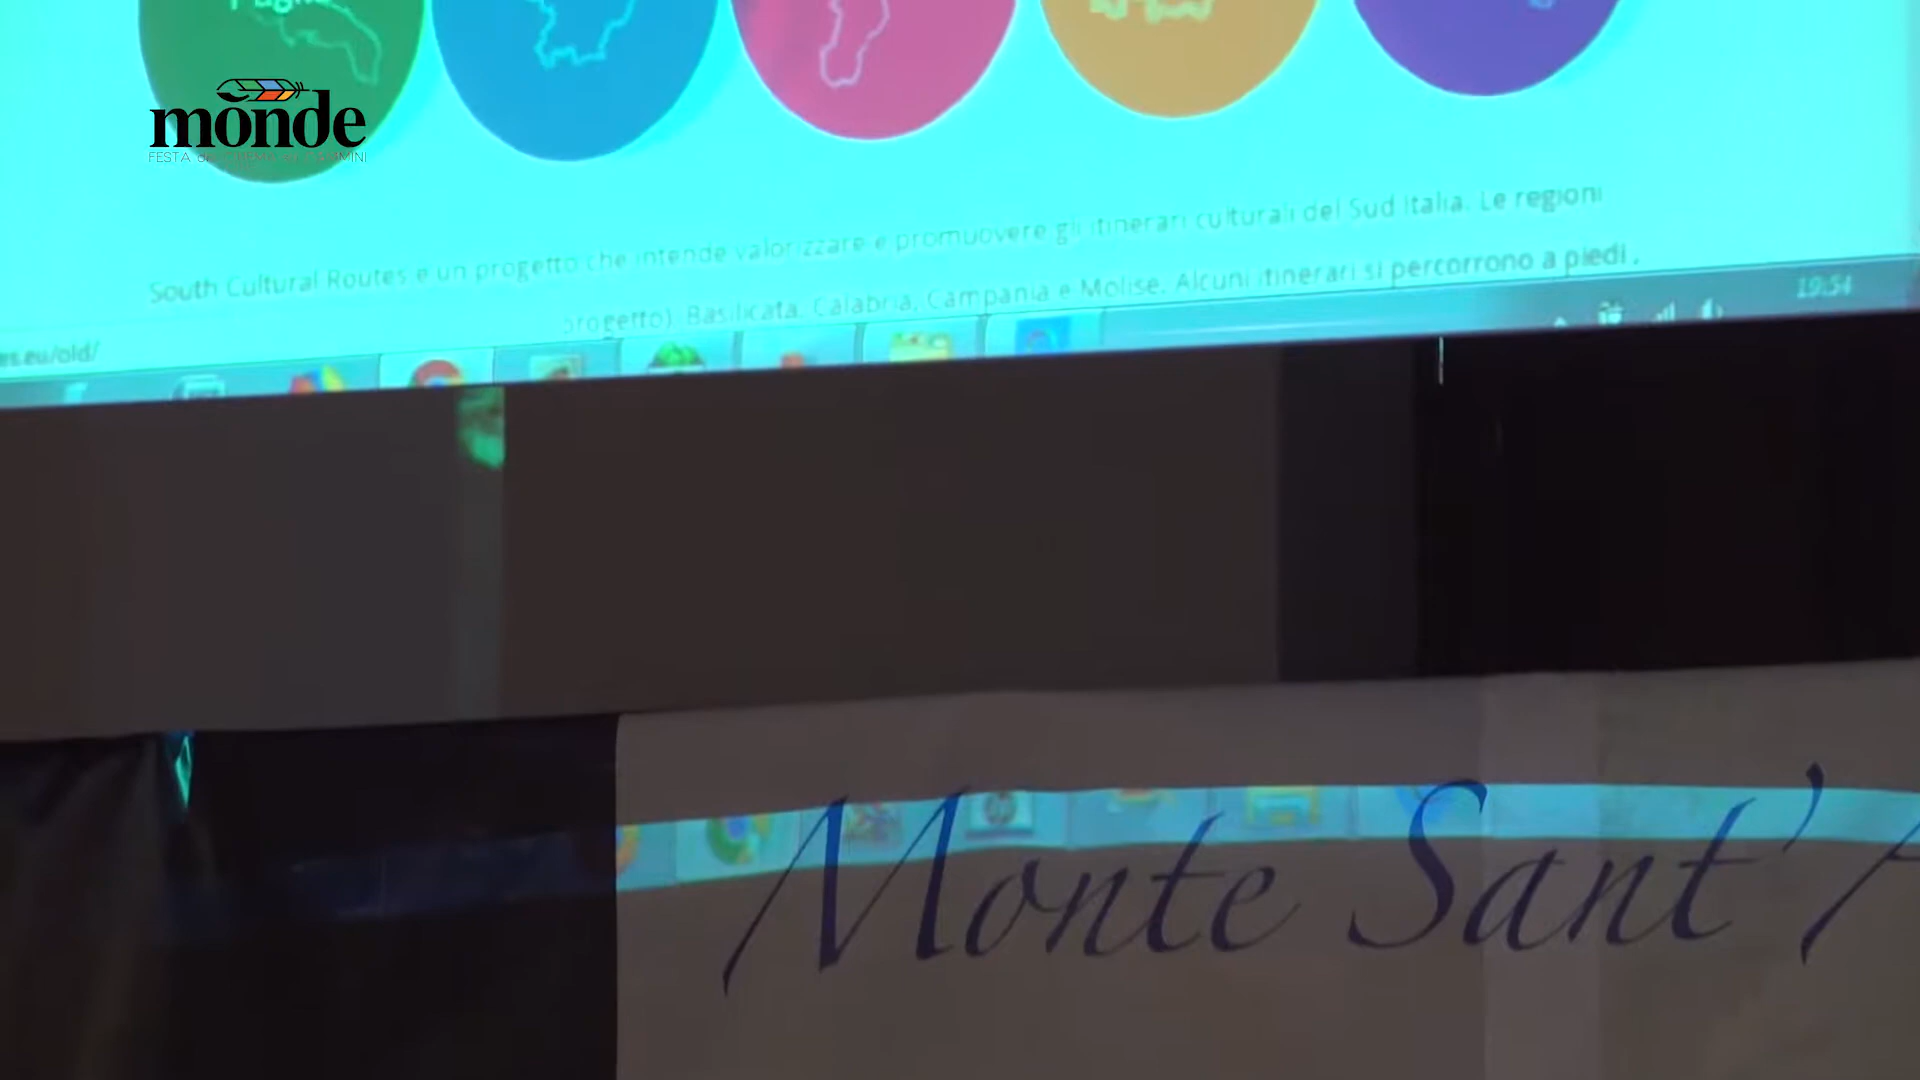 Puglia
monde
FESTA del CINEMA sui CAMMINI
South Cultural Routes è un progetto che intende valorizzare e promuovere gli itinerari culturali del Sud Italia. Le regioni
progetto) Basilicata, Calabria, Campania e Molise. Alcuni itinerari si percorrono a piedi,
es.eu/old/
19:54
Monte Sant'A